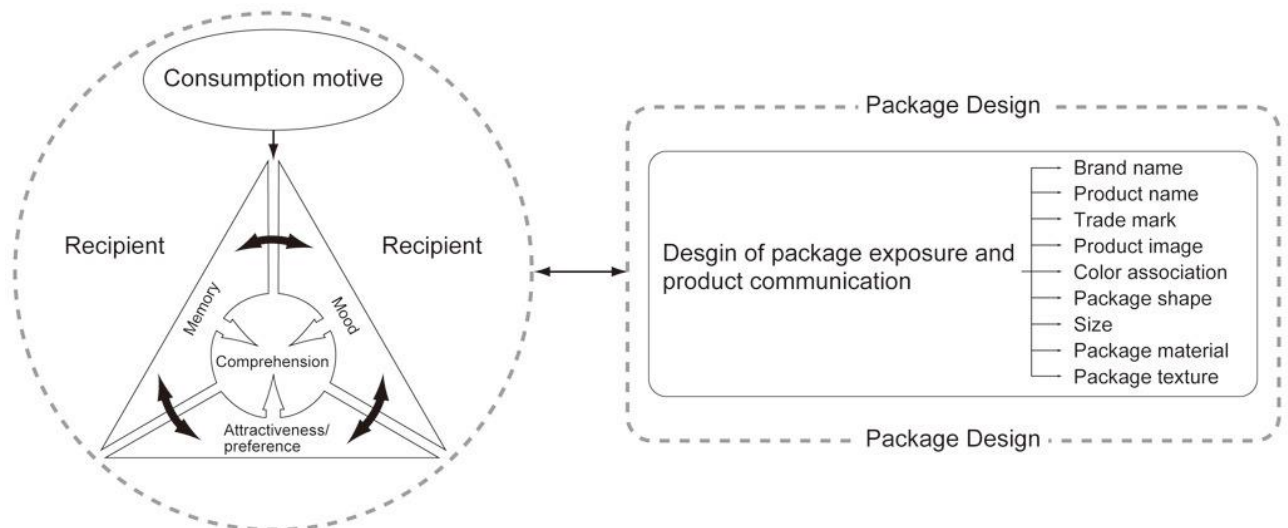 Consumption motive
Recipient
Recipient
Memory
Mood
Comprehension
Attractiveness/
preference
Package Design
Desgin of package exposure and
product communication
Brand name
Product name
Trade mark
Product image
Color association
Package shape
Size
Package material
Package texture
Package Design